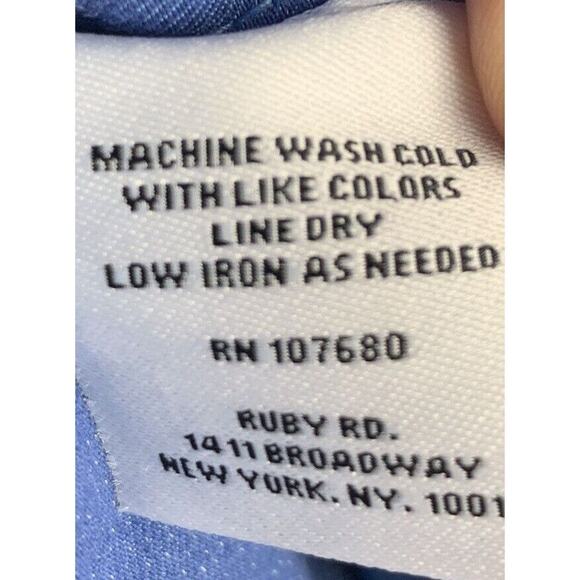 MACHINE WASH COLD
WITH LIKE COLORS
LINE DRY
LOW IRON AS NEEDED
RN 107680
RUBY RD.
1411 BROADWAY
NEW YORK. NY. 1001